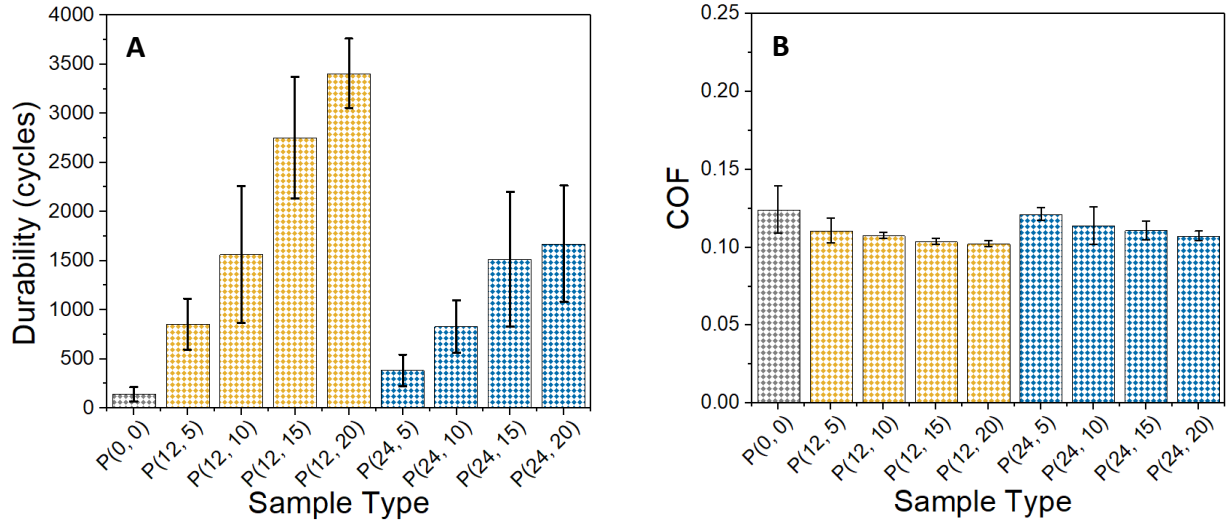 A
Durability (cycles)
4000
3500
3000
2500
2000
1500
1000
500
0
P(0, 0)
P(12, 5)
P(12, 10)
P(12, 15)
P(12, 20)
P(24, 5)
P(24, 10)
P(24, 15)
P(24, 20)
Sample Type
B
COF
0.25
0.20
0.15
0.10
0.05
0.00
P(0, 0)
P(12, 5)
P(12, 10)
P(12, 15)
P(12, 20)
P(24, 5)
P(24, 10)
P(24, 15)
P(24, 20)
Sample Type